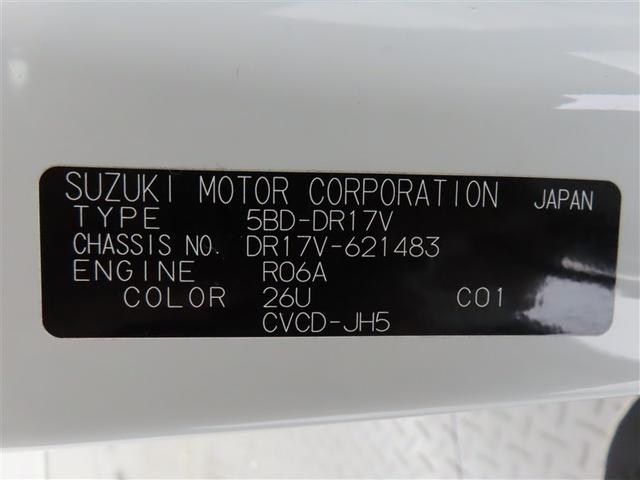 SUZUKI MOTOR CORPORATION JAPAN
TYPE 5BD-DR17V
CHASSIS NO. DR17V-621483
ENGINE R06A
COLOR 26U C01
CVCD-JH5